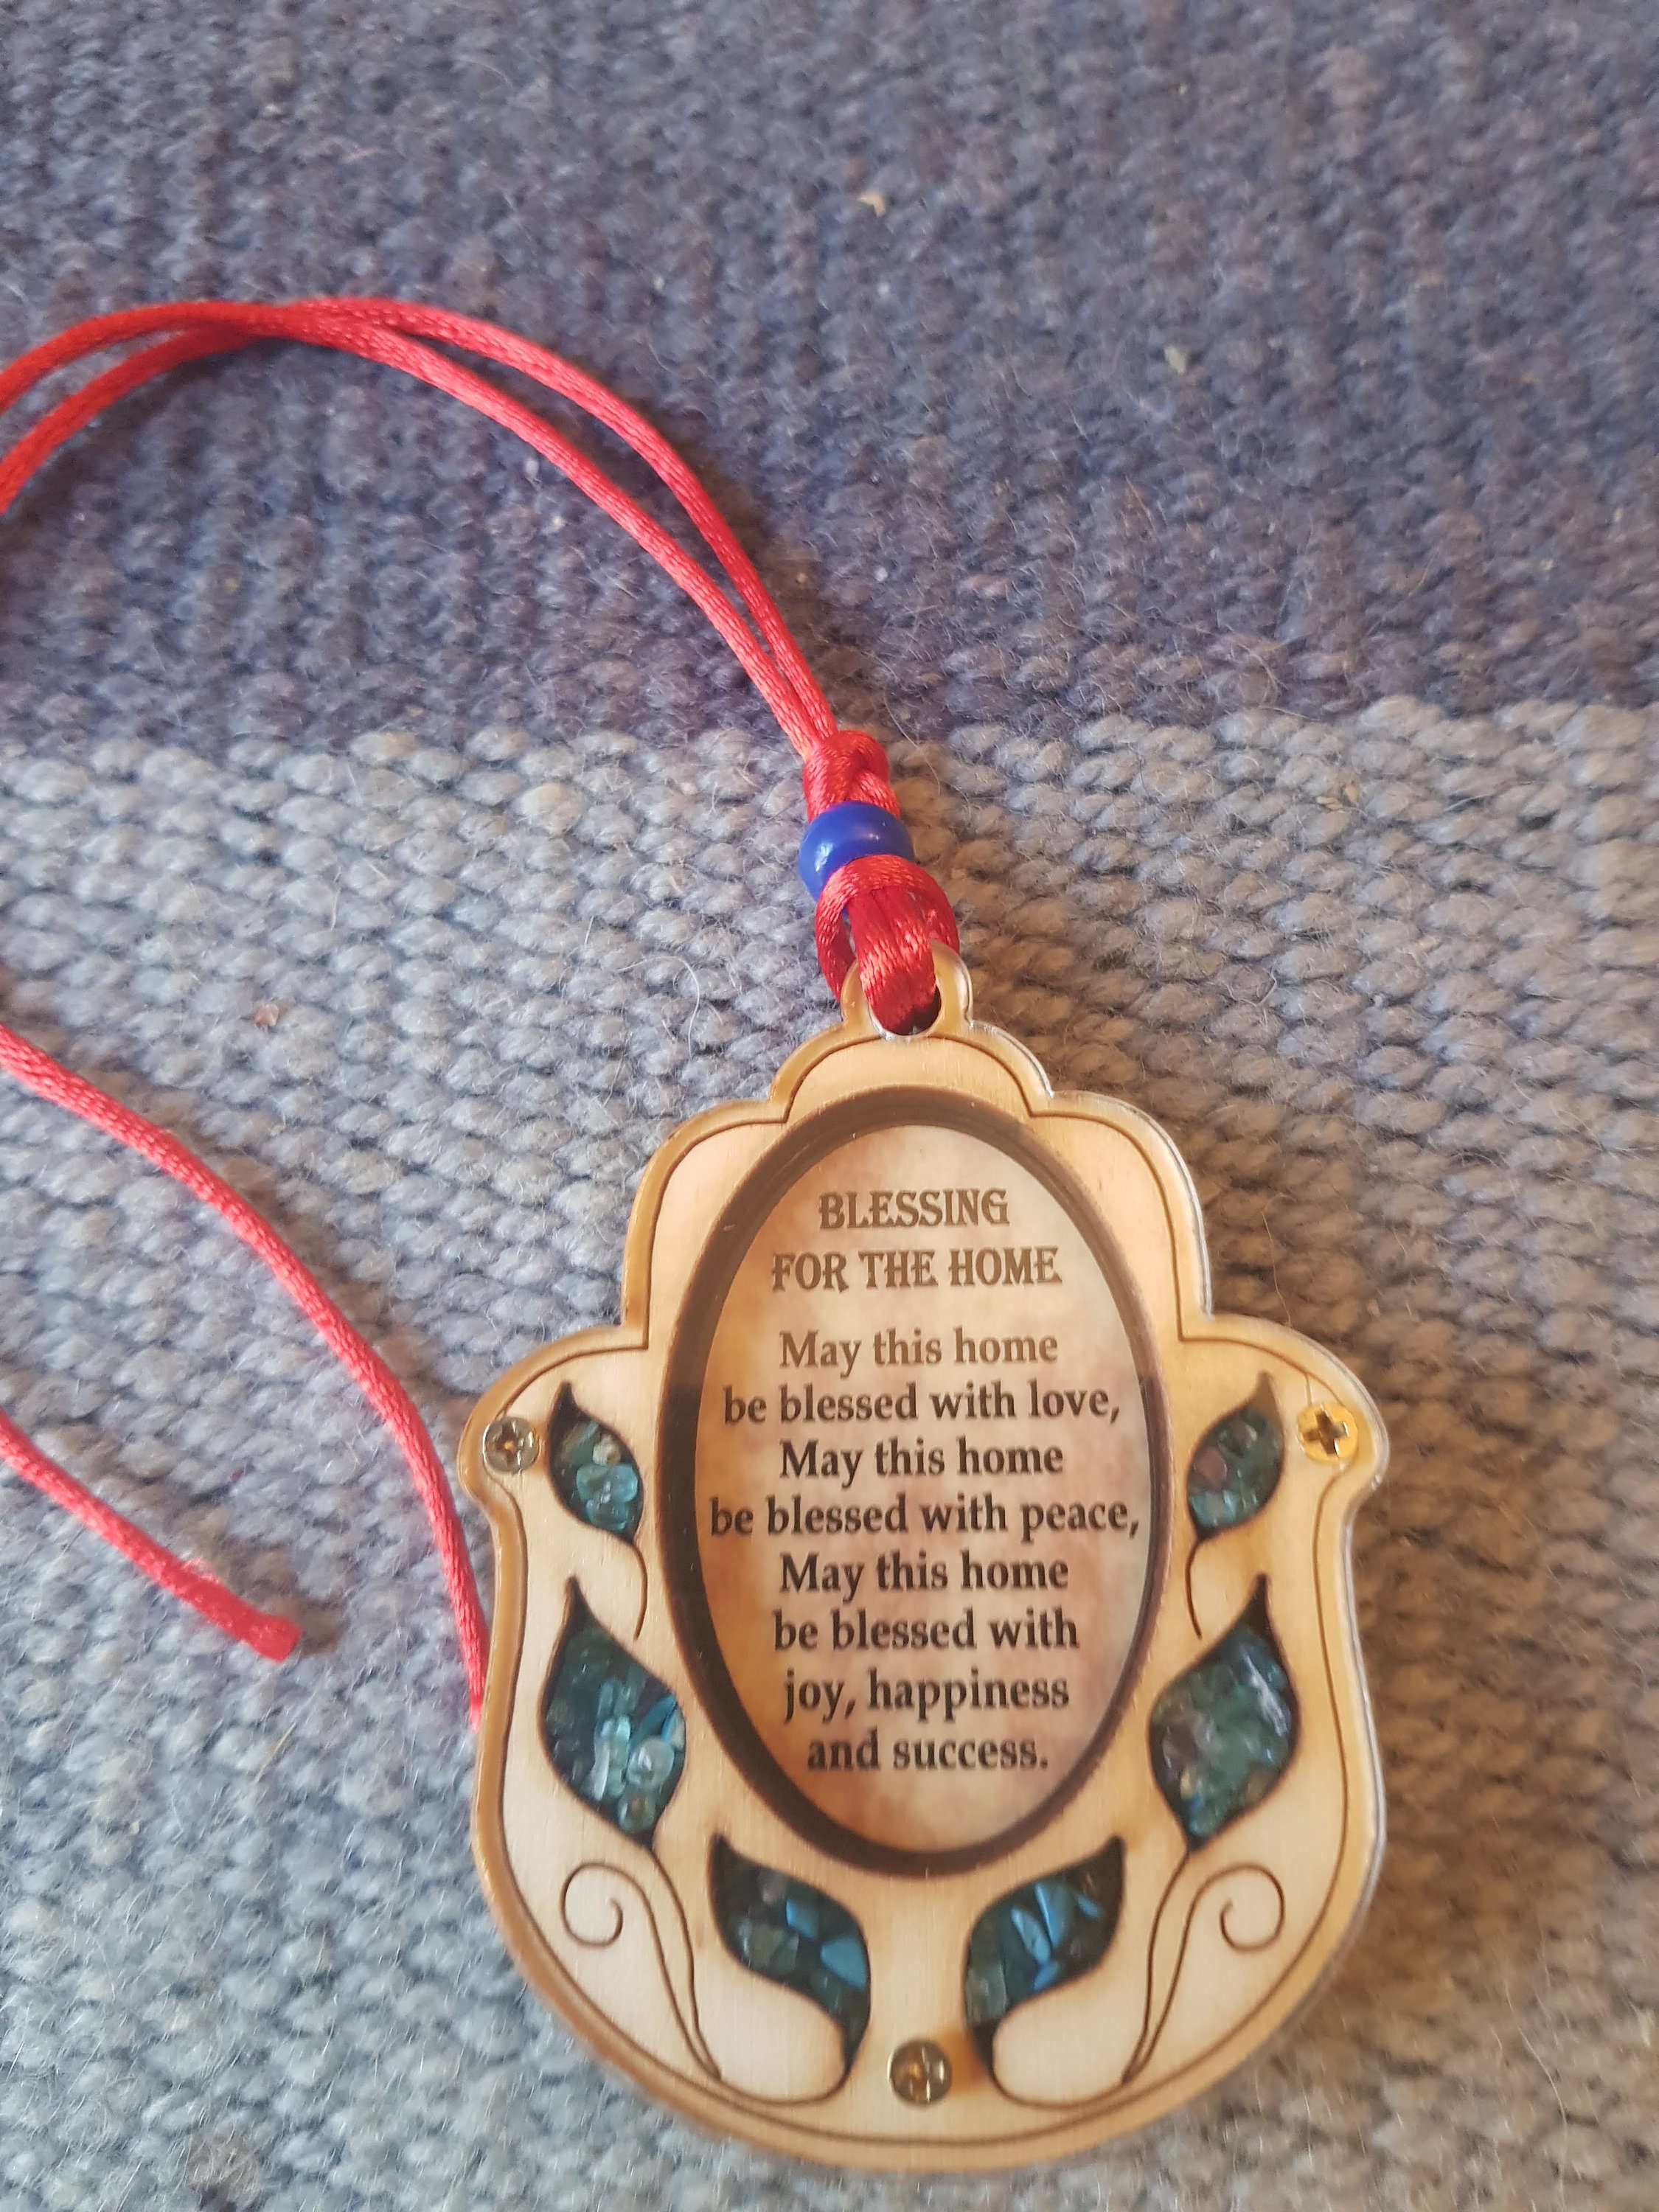 BLESSING
FOR THE HOME
May this home
be blessed with love,
May this home
be blessed with peace,
May this home
be blessed with
joy, happiness
and success.